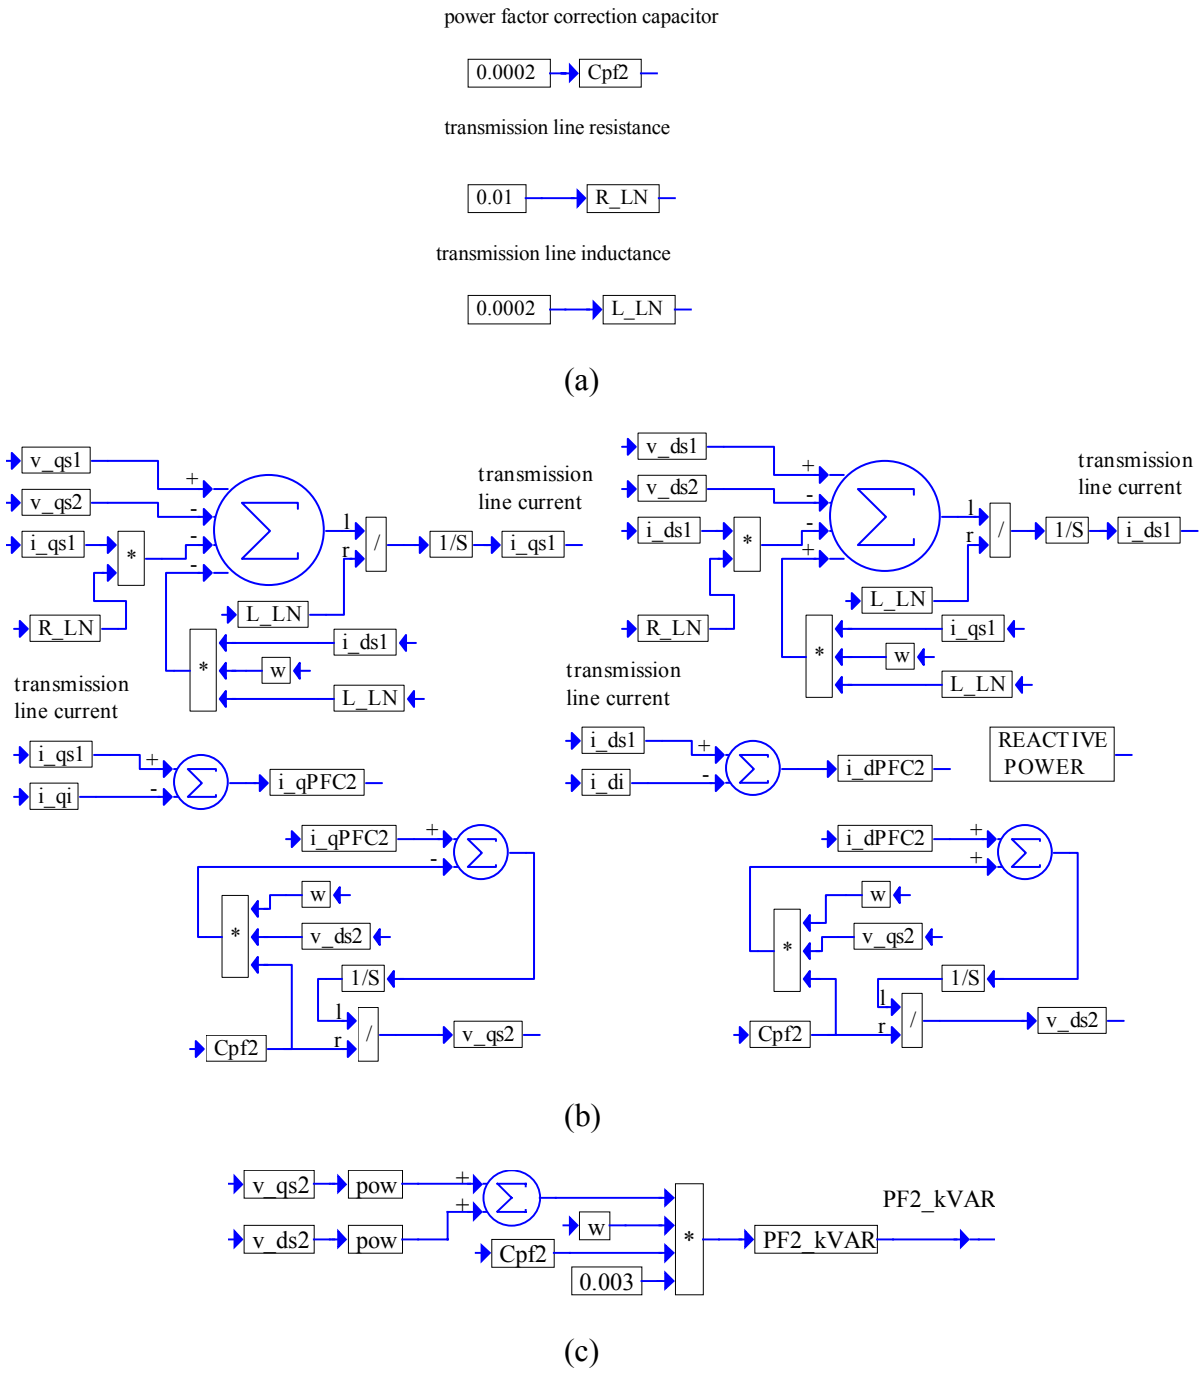 power factor correction capacitor
0.0002 Cpf2
transmission line resistance
0.01 R_LN
transmission line inductance
0.0002 L_LN
(a)
v_qs1
+
v_qs2
-
i_qs1
*
-
-
R_LN
Σ
l
r
/
1/S
i_qs1
transmission
line current
L_LN
*
i_ds1
w
L_LN
v_ds1
+
v_ds2
-
i_ds1
*
-
+
R_LN
Σ
l
r
/
1/S
i_ds1
transmission
line current
L_LN
*
i_qs1
w
L_LN
transmission
line current
i_qs1
+
i_qi
-
Σ
i_qPFC2
transmission
line current
i_ds1
+
i_di
-
Σ
i_dPFC2
REACTIVE
POWER
i_qPFC2
+
-
Σ
w
*
v_ds2
1/S
l
Cpf2
r
/
v_qs2
i_dPFC2
+
+
Σ
w
*
v_qs2
1/S
l
Cpf2
r
/
v_ds2
(b)
v_qs2 pow + Σ
v_ds2 pow +
w
Cpf2
0.003
*
PF2_kVAR
PF2_kVAR
(c)